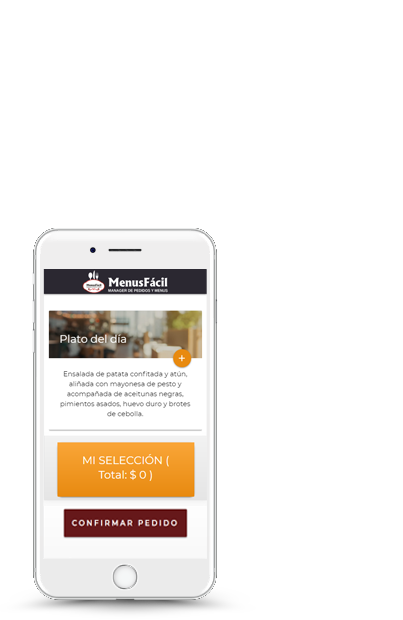 MenusFácil
MANAGER DE PEDIDOS Y MENUS
Plato del día
+
Ensalada de patata confitada y atún,
aliñada con mayonesa de pesto y
acompañada de aceitunas negras,
pimientos asados, huevo duro y brotes
de cebolla.
MI SELECCIÓN (
Total: $ 0 )
CONFIRMAR PEDIDO